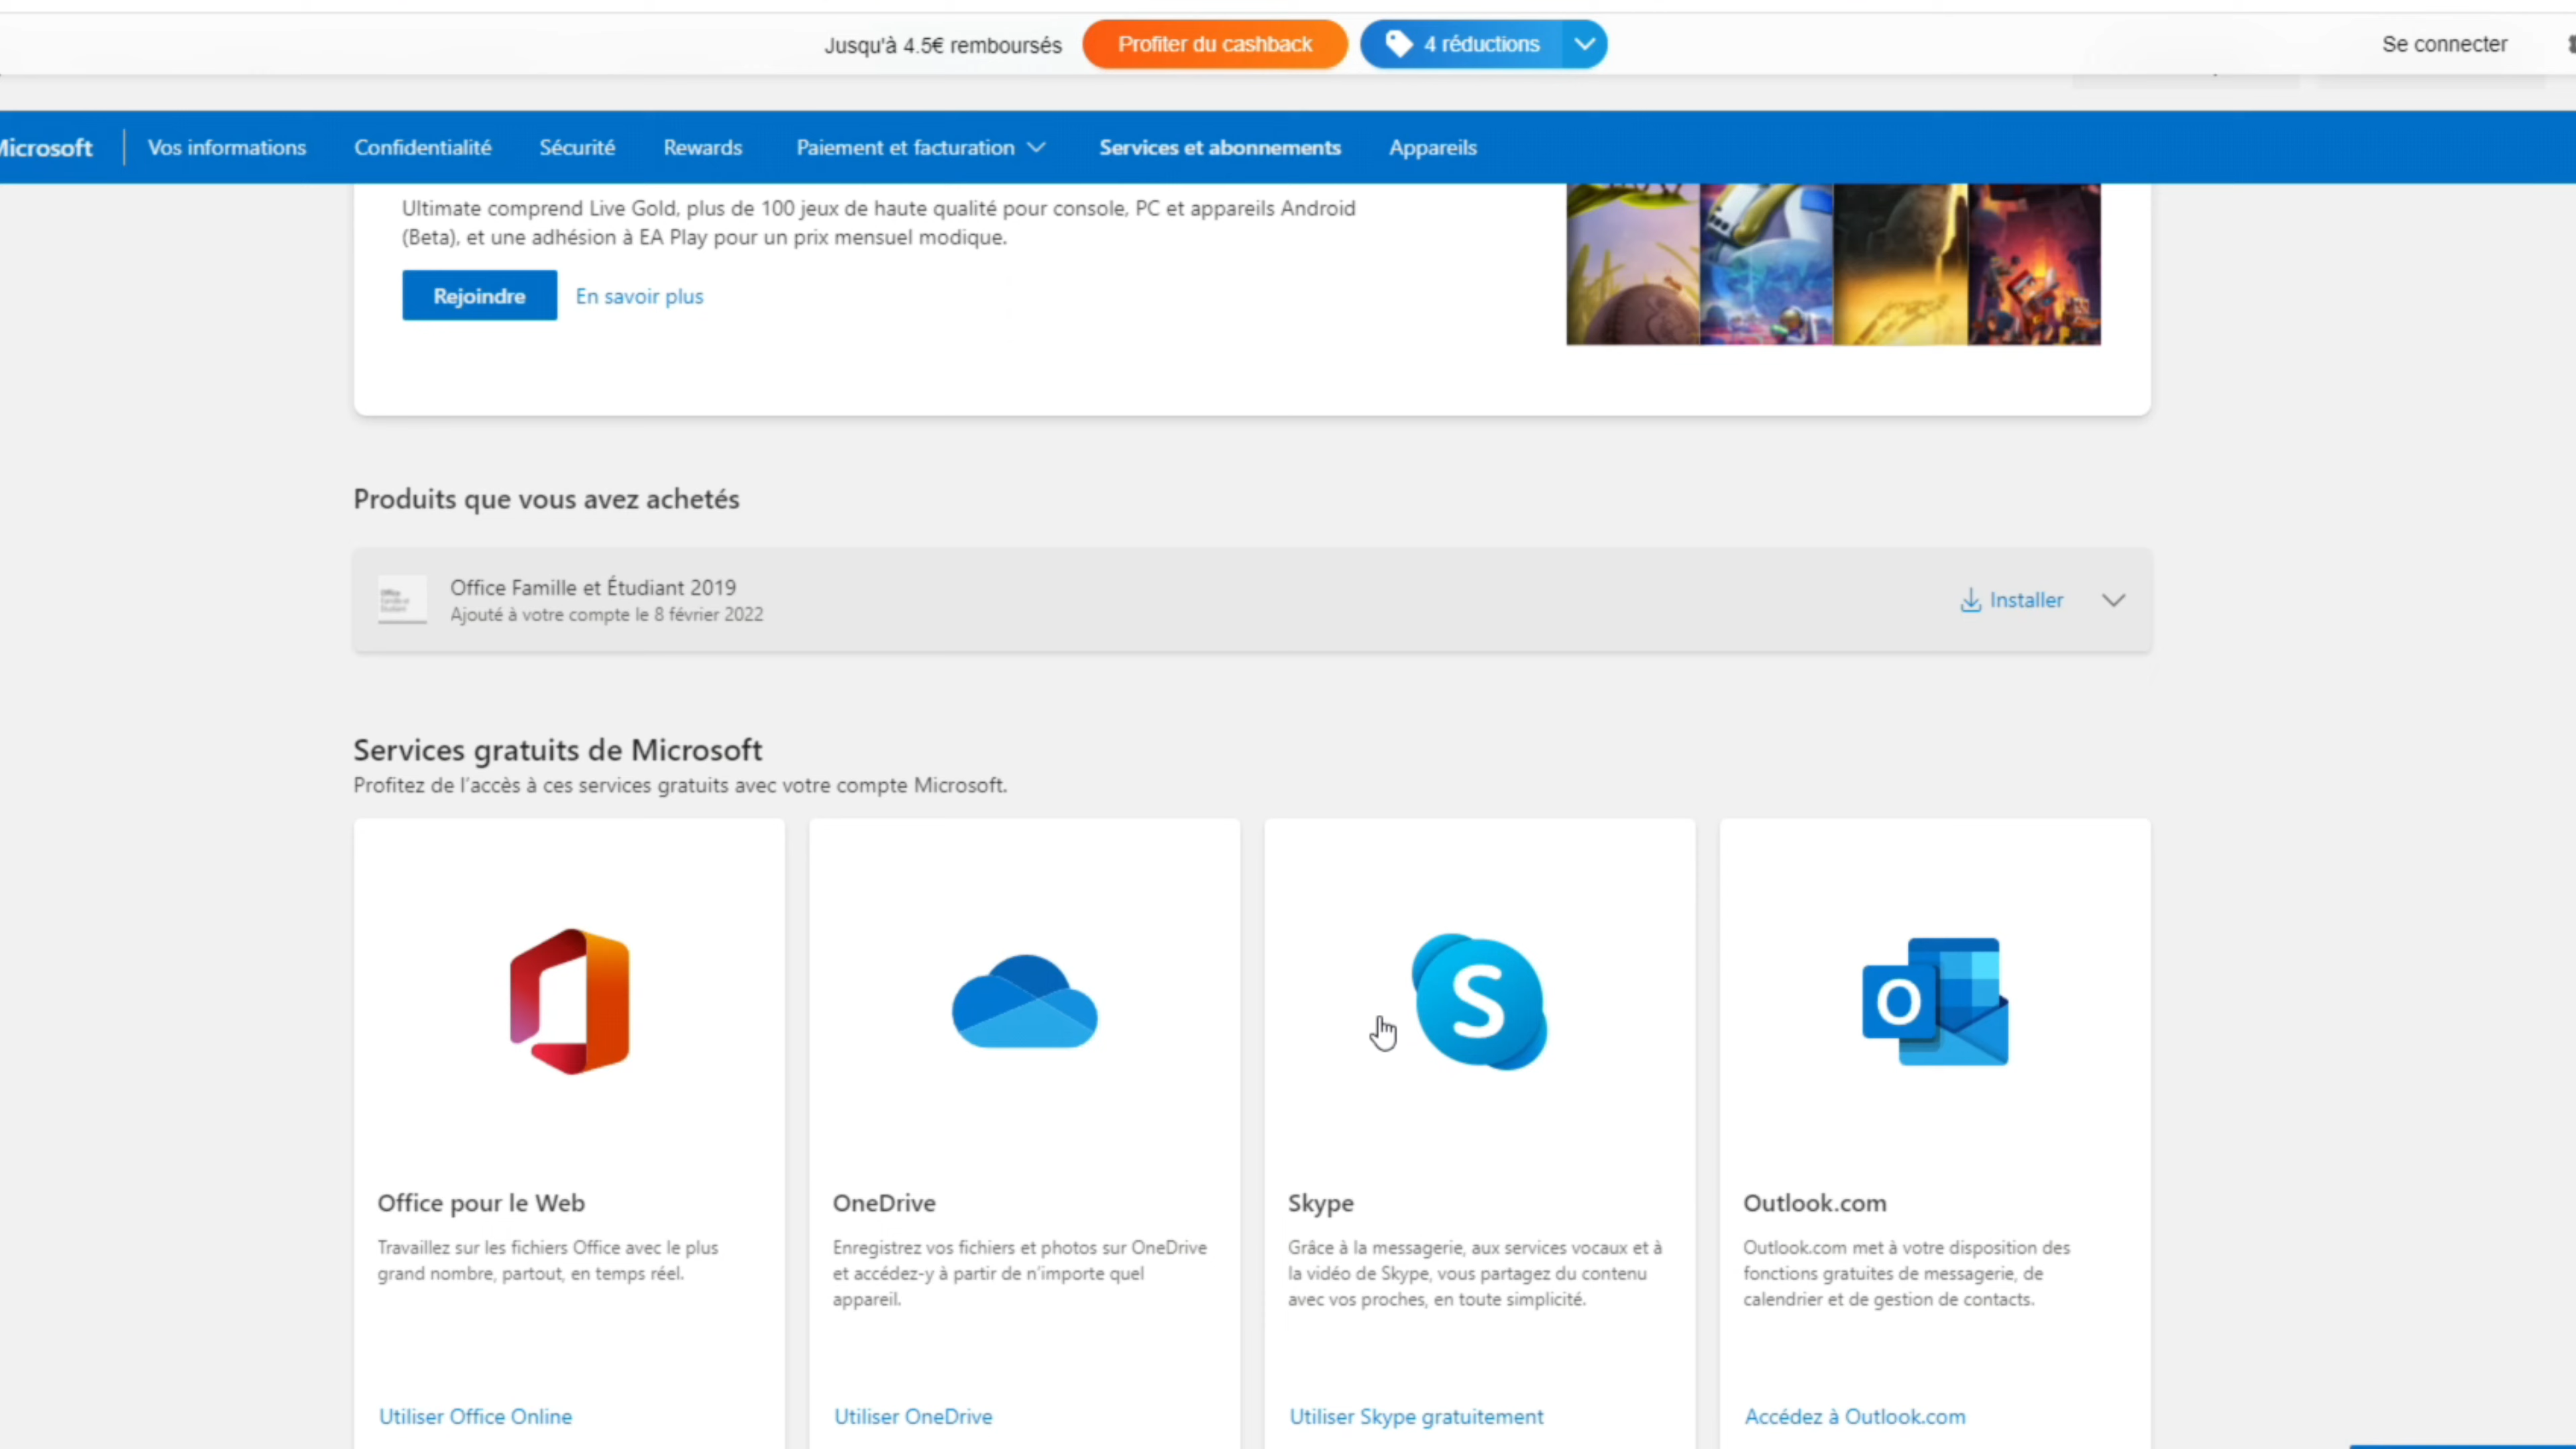 Jusqu'à 4.5€ remboursés Profiter du cashback 4 réductions Se connecter
Microsoft Vos informations Confidentialité Sécurité Rewards Paiement et facturation Services et abonnements Appareils
Ultimate comprend Live Gold, plus de 100 jeux de haute qualité pour console, PC et appareils Android
(Beta), et une adhésion à EA Play pour un prix mensuel modique.
Rejoindre En savoir plus
Produits que vous avez achetés
Office Famille et Étudiant 2019
Ajouté à votre compte le 8 février 2022
Installer
Services gratuits de Microsoft
Profitez de l'accès à ces services gratuits avec votre compte Microsoft.
Office pour le Web
Travaillez sur les fichiers Office avec le plus
grand nombre, partout, en temps réel.
Utiliser Office Online
OneDrive
Enregistrez vos fichiers et photos sur OneDrive
et accédez-y à partir de n'importe quel
appareil.
Utiliser OneDrive
Skype
Grâce à la messagerie, aux services vocaux et à
la vidéo de Skype, vous partagez du contenu
avec vos proches, en toute simplicité.
Utiliser Skype gratuitement
Outlook.com
Outlook.com met à votre disposition des
fonctions gratuites de messagerie, de
calendrier et de gestion de contacts.
Accédez à Outlook.com